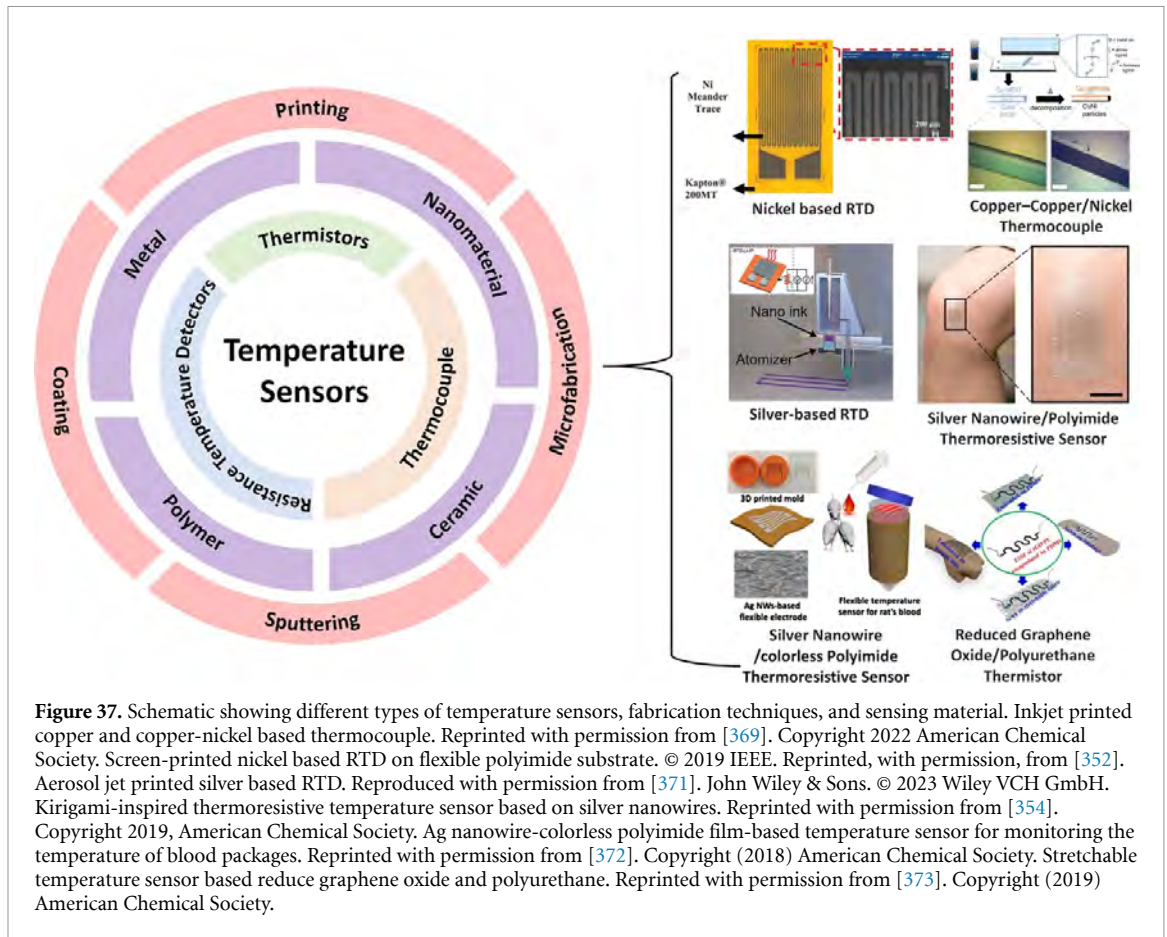 Printing
Metal
Nanomaterial
Thermistors
Resistance Temperature Detectors
Thermocouple
Temperature
Sensors
Coating
Microfabrication
Polymer
Ceramic
Sputtering
Ni
Meander
Trace
200 μm
Kapton®
200MT
Nickel based RTD
decomposition
CuNi
particles
Copper–Copper/Nickel
Thermocouple
Nano ink
Atomizer
Silver-based RTD
Silver Nanowire/Polyimide
Thermoresistive Sensor
3D printed mold
Ag NWs-based
flexible electrode
Flexible temperature
sensor for rat's blood
Silver Nanowire
/colorless Polyimide
Thermoresistive Sensor
Reduced Graphene
Oxide/Polyurethane
Thermistor
Figure 37. Schematic showing different types of temperature sensors, fabrication techniques, and sensing material. Inkjet printed
copper and copper-nickel based thermocouple. Reprinted with permission from [369]. Copyright 2022 American Chemical
Society. Screen-printed nickel based RTD on flexible polyimide substrate. © 2019 IEEE. Reprinted, with permission, from [352].
Aerosol jet printed silver based RTD. Reproduced with permission from [371]. John Wiley & Sons. © 2023 Wiley VCH GmbH.
Kirigami-inspired thermoresistive temperature sensor based on silver nanowires. Reprinted with permission from [354].
Copyright 2019, American Chemical Society. Ag nanowire-colorless polyimide film-based temperature sensor for monitoring the
temperature of blood packages. Reprinted with permission from [372]. Copyright (2018) American Chemical Society. Stretchable
temperature sensor based reduce graphene oxide and polyurethane. Reprinted with permission from [373]. Copyright (2019)
American Chemical Society.